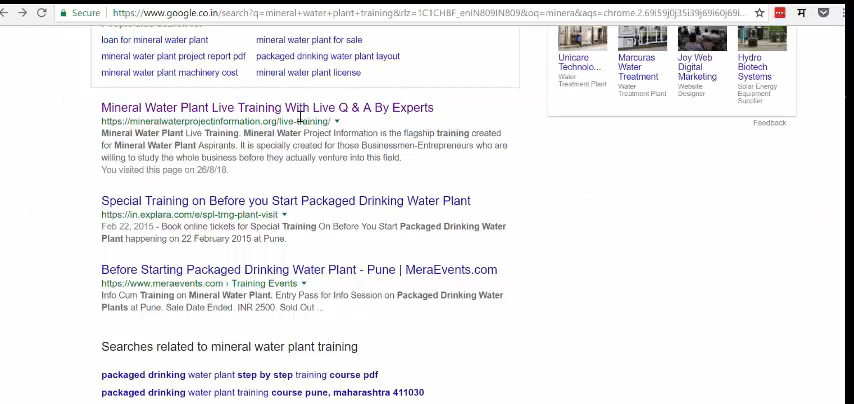 Secure https://www.google.co.in/search?q=mineral+water+plant+training&rlz=1C1CHBF_enIN809IN809&oq=minera&aqs=chrome.2.69i59j0j35i39j69i60j69i...
loan for mineral water plant mineral water plant for sale
mineral water plant project report pdf packaged drinking water plant layout
mineral water plant machinery cost mineral water plant license
Unicare Technolo... Water Treatment Plant
Marcuras Water Treatment Water Treatment Plant
Joy Web Digital Marketing Website Designer
Hydro Biotech Systems Solar Energy Equipment Supplier
Feedback
Mineral Water Plant Live Training With Live Q & A By Experts
https://mineralwaterprojectinformation.org/live-training/
Mineral Water Plant Live Training. Mineral Water Project Information is the flagship training created
for Mineral Water Plant Aspirants. It is specially created for those Businessmen-Entrepreneurs who are
willing to study the whole business before they actually venture into this field.
You visited this page on 26/8/18.
Special Training on Before you Start Packaged Drinking Water Plant
https://in.explara.com/e/spl-trng-plant-visit
Feb 22, 2015 - Book online tickets for Special Training On Before You Start Packaged Drinking Water
Plant happening on 22 February 2015 at Pune.
Before Starting Packaged Drinking Water Plant - Pune | MeraEvents.com
https://www.meraevents.com › Training Events
Info Cum Training on Mineral Water Plant. Entry Pass for Info Session on Packaged Drinking Water
Plants at Pune. Sale Date Ended. INR 2500. Sold Out ...
Searches related to mineral water plant training
packaged drinking water plant step by step training course pdf
packaged drinking water plant training course pune, maharashtra 411030